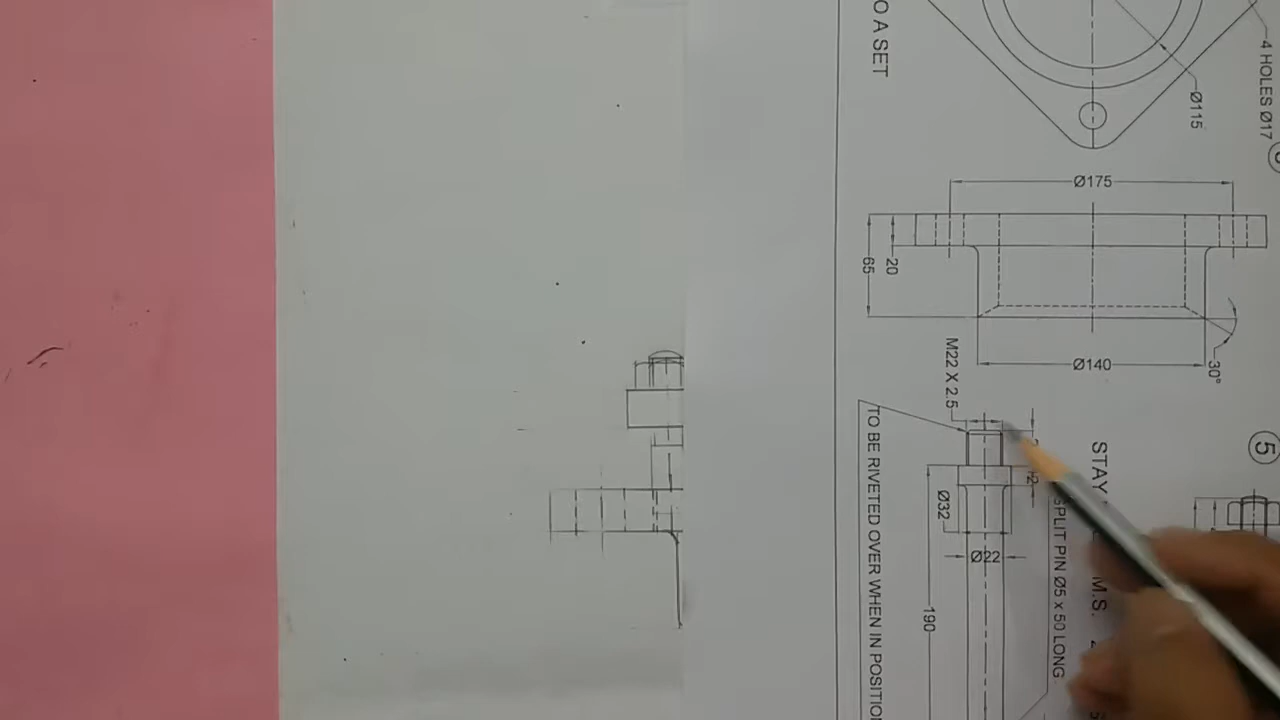 O A SET
4 HOLES Ø17
Ø115
Ø175
20
65
30°
Ø140
M22 X 2.5
5
STAY
M.S.
SPLIT PIN Ø5 x 50 LONG
Ø32
Ø22
190
TO BE RIVETED OVER WHEN IN POSITIO